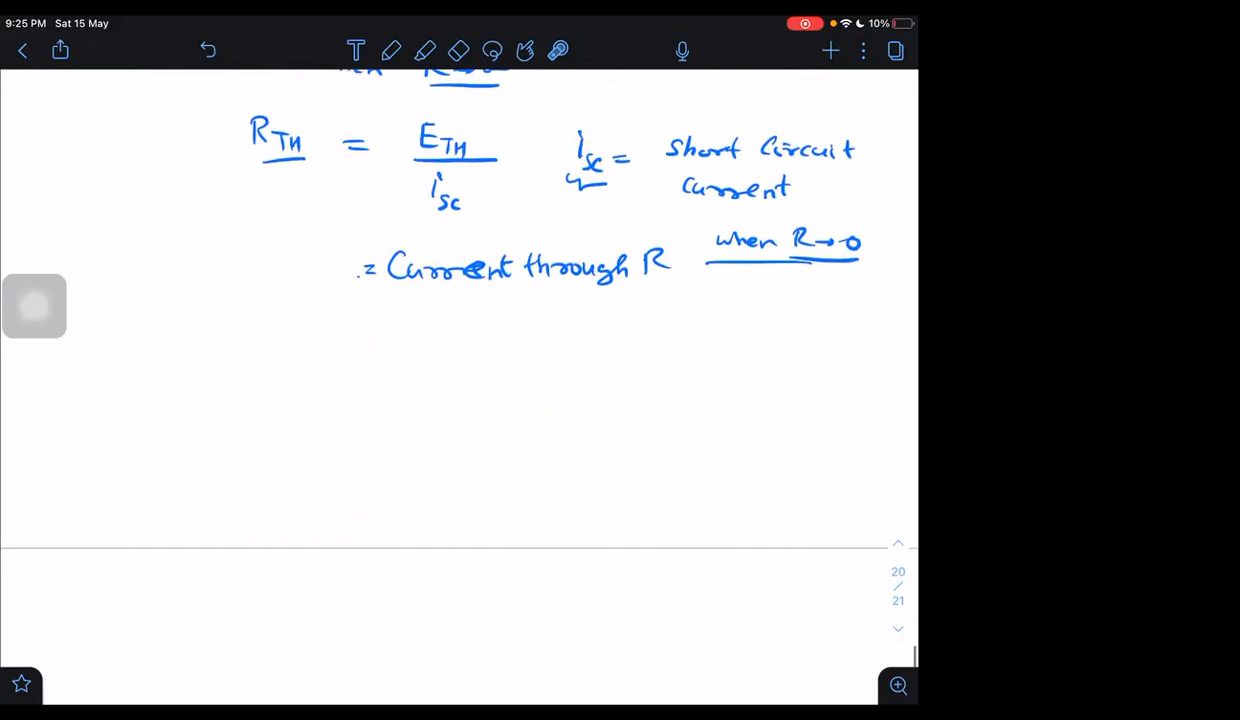 9:25 PM Sat 15 May
10%
R_TH = E_TH / i_sc
i_sc = short circuit
current
when R→0
.= Current through R
20
/
21